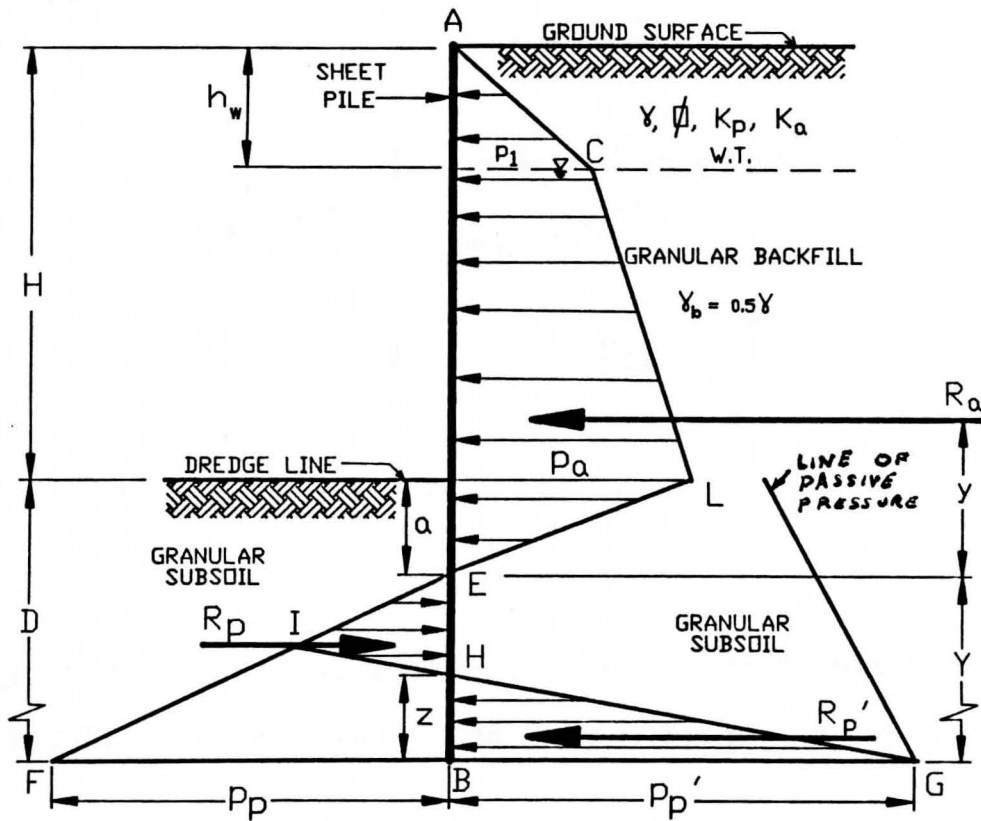 A
GROUND SURFACE
SHEET
PILE
h_w
γ, ϕ, K_p, K_a
P_1
C
W.T.
H
GRANULAR BACKFILL
γ_b = 0.5γ
R_a
DREDGE LINE
P_a
L
LINE OF
PASSIVE
PRESSURE
y
a
GRANULAR
SUBSOIL
E
D
R_p
I
H
GRANULAR
SUBSOIL
Y
z
R_p'
F
B
G
P_p
P_p'